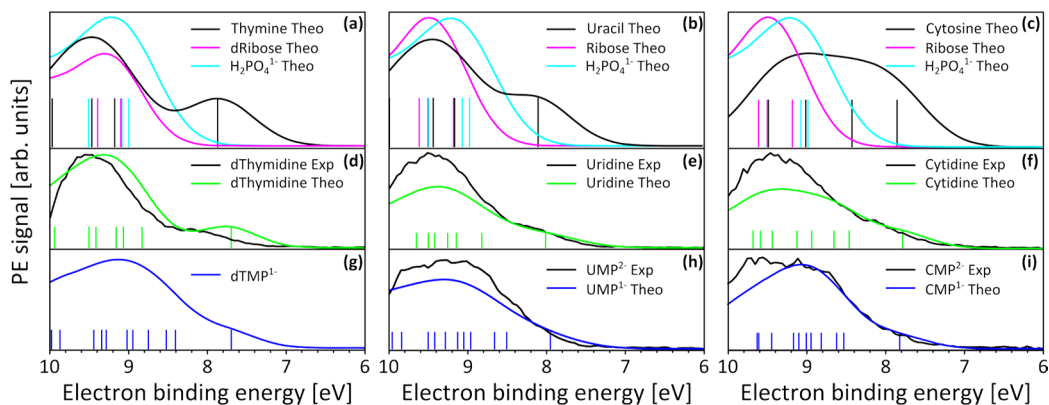 PE signal [arb. units]
Thymine Theo (a)
dRibose Theo
H₂PO₄¹⁻ Theo
Uracil Theo (b)
Ribose Theo
H₂PO₄¹⁻ Theo
Cytosine Theo (c)
Ribose Theo
H₂PO₄¹⁻ Theo
dThymidine Exp (d)
dThymidine Theo
Uridine Exp (e)
Uridine Theo
Cytidine Exp (f)
Cytidine Theo
dTMP¹⁻ (g)
UMP²⁻ Exp (h)
UMP¹⁻ Theo
CMP²⁻ Exp (i)
CMP¹⁻ Theo
10 9 8 7 6
10 9 8 7 6
10 9 8 7 6
Electron binding energy [eV]
Electron binding energy [eV]
Electron binding energy [eV]